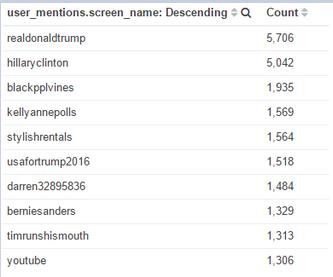 user_mentions.screen_name: Descending Count
realdonaldtrump 5,706
hillaryclinton 5,042
blackpplvines 1,935
kellyannepolls 1,569
stylishrentals 1,564
usafortrump2016 1,518
darren32895836 1,484
berniesanders 1,329
timrunshismouth 1,313
youtube 1,306